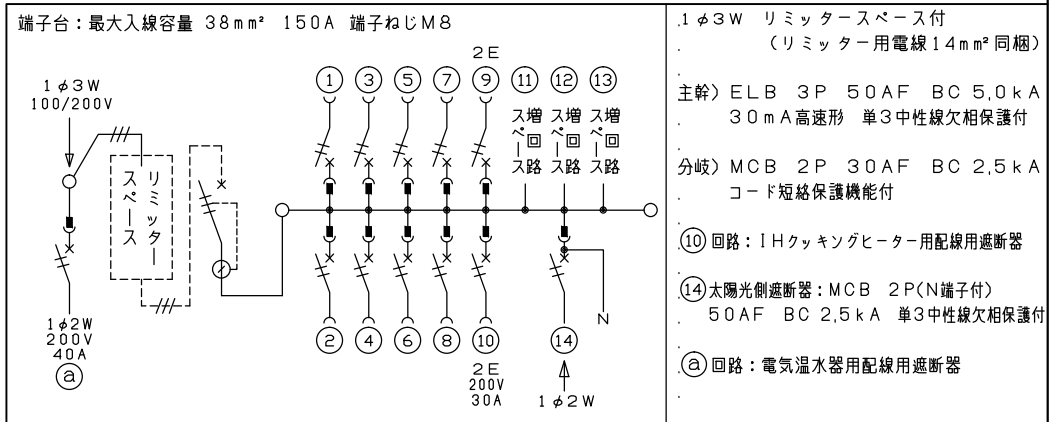 端子台：最大入線容量 38mm² 150A 端子ねじM8
1φ3W
100/200V
リミッター
スペース
1φ2W
200V
40A
ⓐ
2E
① ③ ⑤ ⑦ ⑨ ⑪ ⑫ ⑬
増回路
スペース
増回路
スペース
増回路
スペース
N
② ④ ⑥ ⑧ ⑩ ⑭
2E
200V
30A
1φ2W
1φ3W リミッタースペース付
（リミッター用電線14mm²同梱）
主幹）ELB 3P 50AF BC 5,0kA
30mA高速形 単3中性線欠相保護付
分岐）MCB 2P 30AF BC 2,5kA
コード短絡保護機能付
⑩回路：IHクッキングヒーター用配線用遮断器
⑭太陽光側遮断器：MCB 2P(N端子付)
50AF BC 2,5kA 単3中性線欠相保護付
ⓐ回路：電気温水器用配線用遮断器